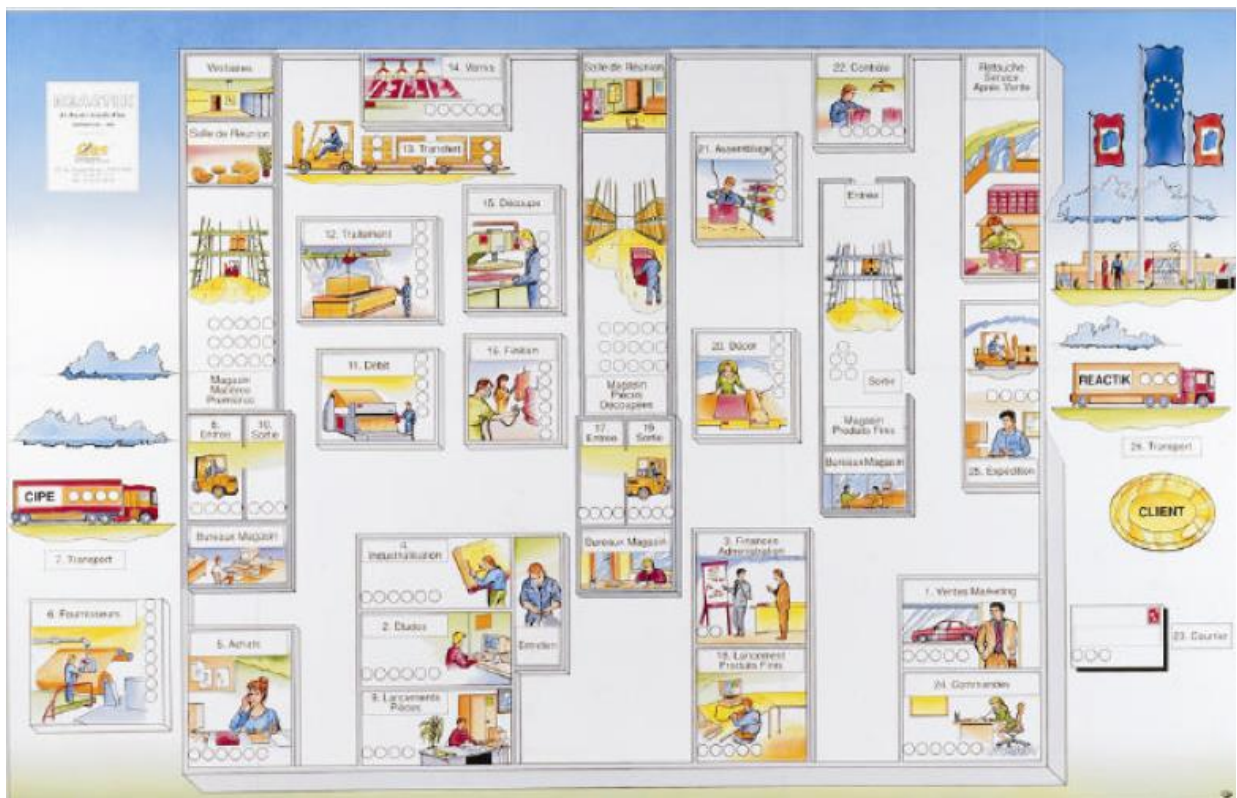 REACTIK
Vestiaires
Salle de Réunion
Magasin
Matières
Premières
8.
Entrée
10.
Sortie
Bureaux Magasin
CIPE
7. Transport
6. Fournisseurs
5. Achats
14. Vernis
13. Transfert
12. Traitement
15. Découpe
11. Débit
16. Finition
4.
Industrialisation
2. Etudes
Entretien
9. Lancements
Pièces
Salle de Réunion
Magasin
Pièces
Découpées
17.
Entrée
19.
Sortie
Bureaux Magasin
21. Assemblage
20. Décor
3. Finances
Administration
18. Lancement
Produits Finis
22. Contrôle
Entrée
Sortie
Magasin
Produits Finis
Bureaux Magasin
Retouche
Service
Après Vente
25. Expédition
1. Ventes Marketing
24. Commandes
REACTIK
26. Transport
CLIENT
23. Courrier